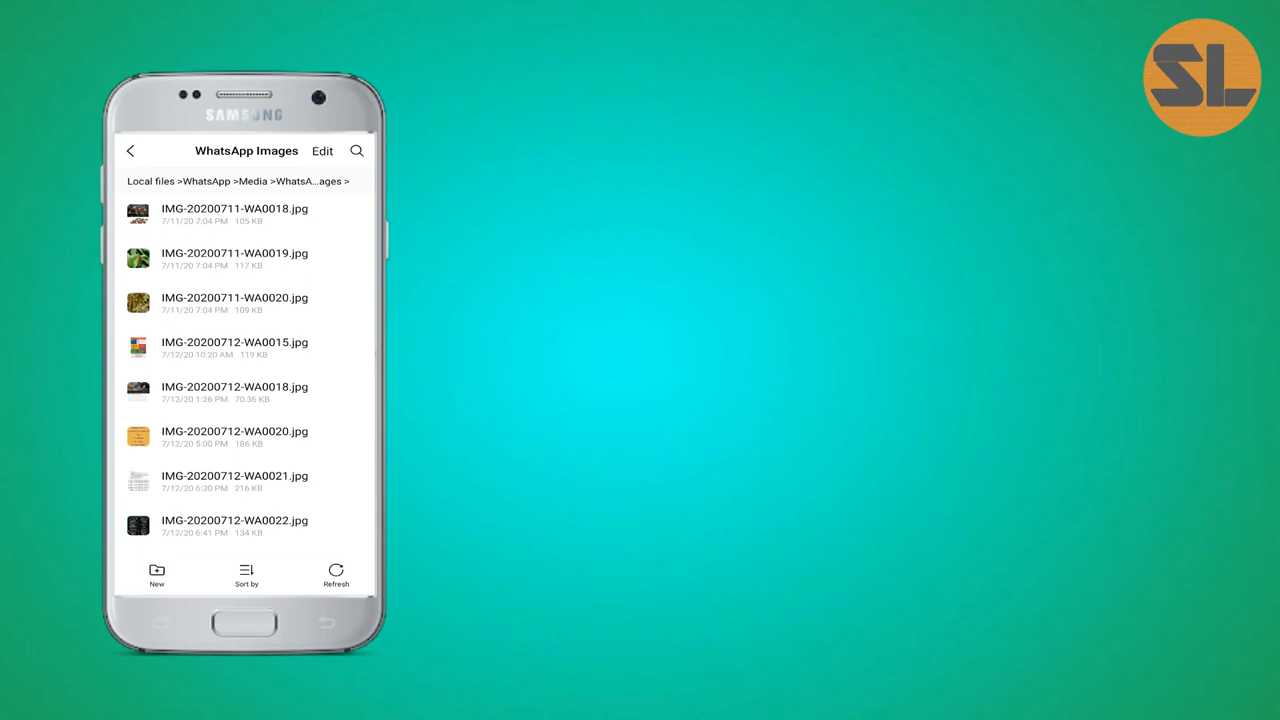 SL
SAMSUNG
WhatsApp Images Edit
Local files >WhatsApp >Media >WhatsA...ages >
IMG-20200711-WA0018.jpg
7/11/20 7:04 PM 105 KB
IMG-20200711-WA0019.jpg
7/11/20 7:04 PM 117 KB
IMG-20200711-WA0020.jpg
7/11/20 7:04 PM 109 KB
IMG-20200712-WA0015.jpg
7/12/20 10:20 AM 119 KB
IMG-20200712-WA0018.jpg
7/12/20 1:26 PM 70.36 KB
IMG-20200712-WA0020.jpg
7/12/20 5:00 PM 186 KB
IMG-20200712-WA0021.jpg
7/12/20 6:30 PM 216 KB
IMG-20200712-WA0022.jpg
7/12/20 6:41 PM 134 KB
New Sort by Refresh